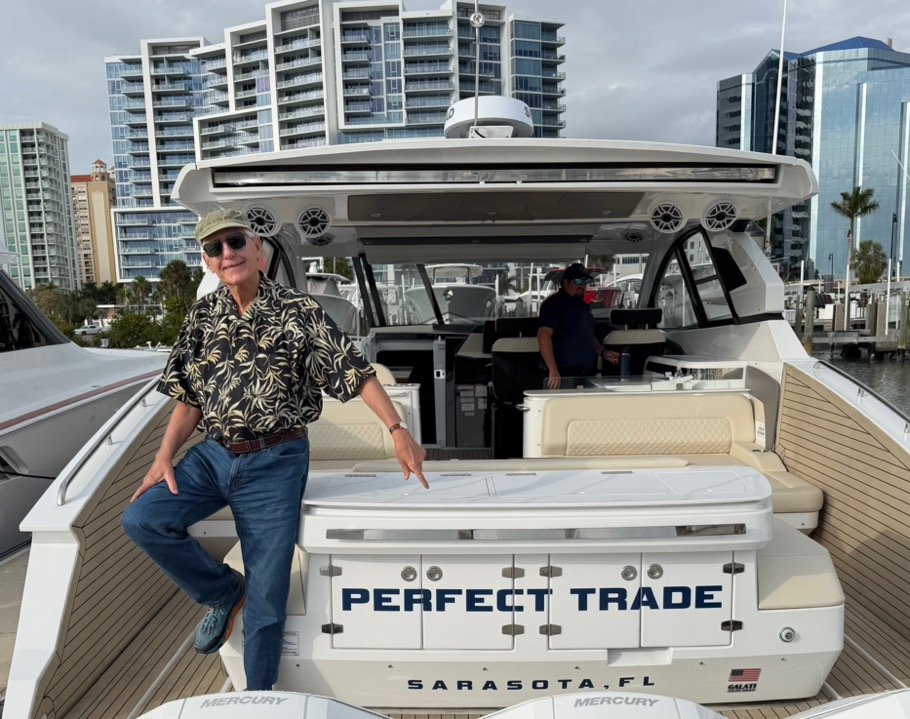 PERFECT TRADE
SARASOTA, FL
GALATI
MERCURY
MERCURY